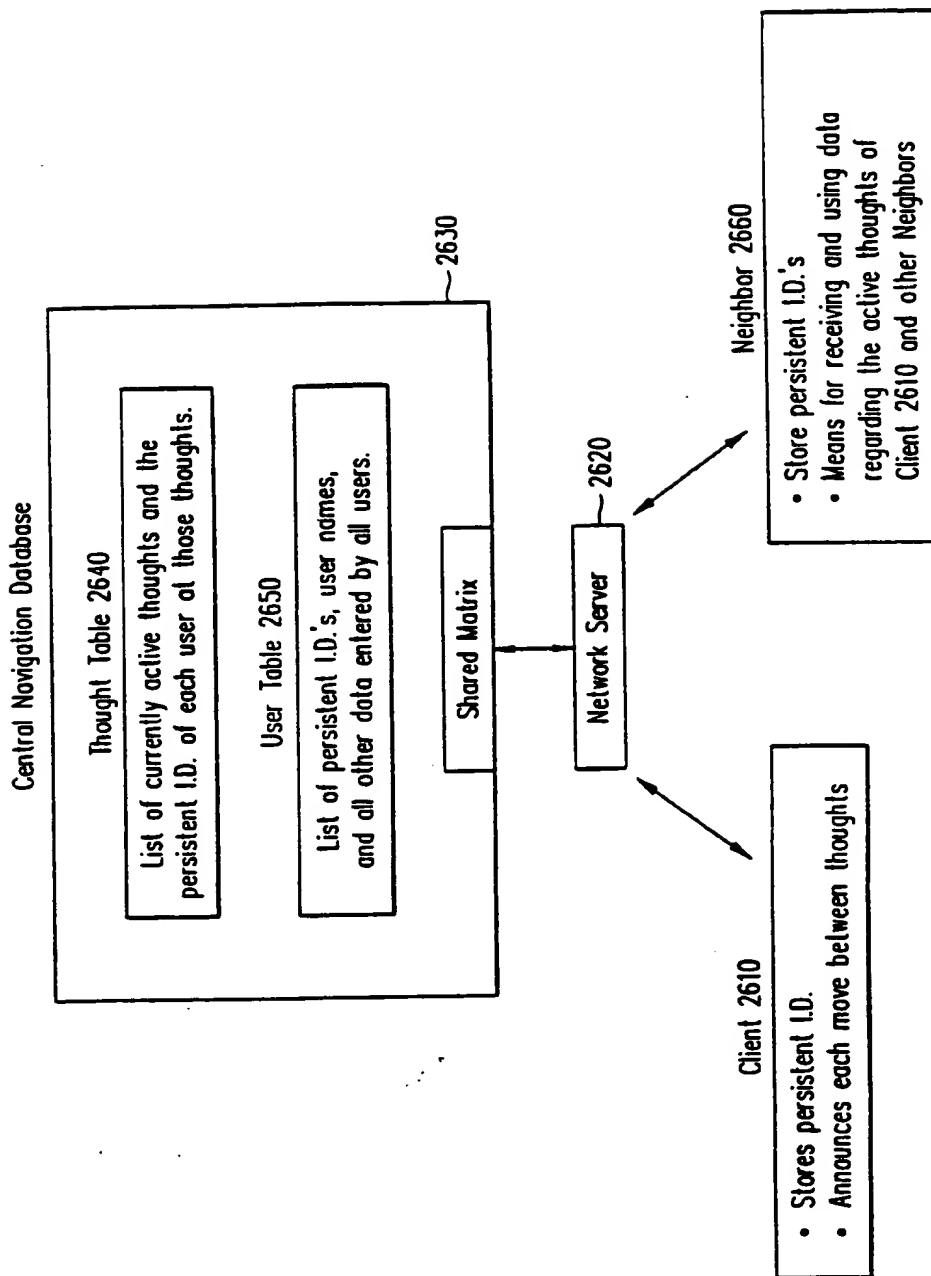 Central Navigation Database
Thought Table 2640
List of currently active thoughts and the
persistent I.D. of each user at those thoughts.
User Table 2650
List of persistent I.D.'s, user names,
and all other data entered by all users.
2630
Shared Matrix
Network Server
2620
Client 2610
• Stores persistent I.D.
• Announces each move between thoughts
Neighbor 2660
• Store persistent I.D.'s
• Means for receiving and using data
regarding the active thoughts of
Client 2610 and other Neighbors